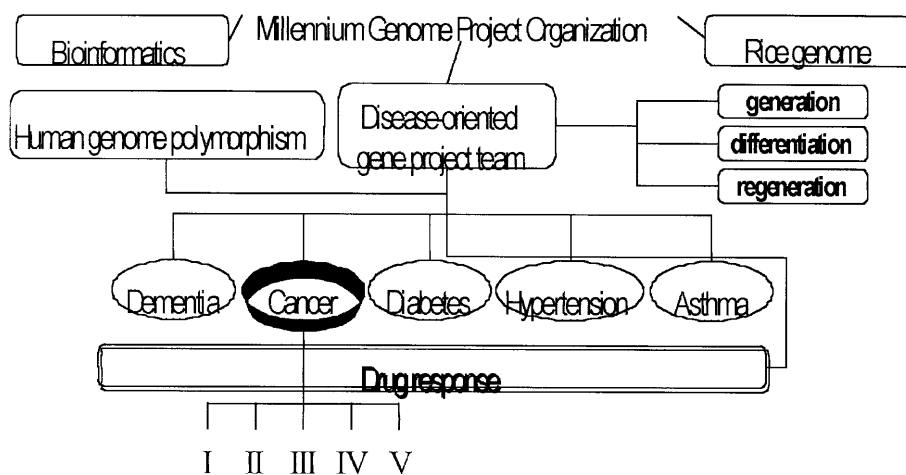 Millennium Genome Project Organization
Bioinformatics
Rice genome
Human genome polymorphism
Disease-oriented
gene project team
generation
differentiation
regeneration
Dementia
Cancer
Diabetes
Hypertension
Asthma
Drug response
I II III IV V